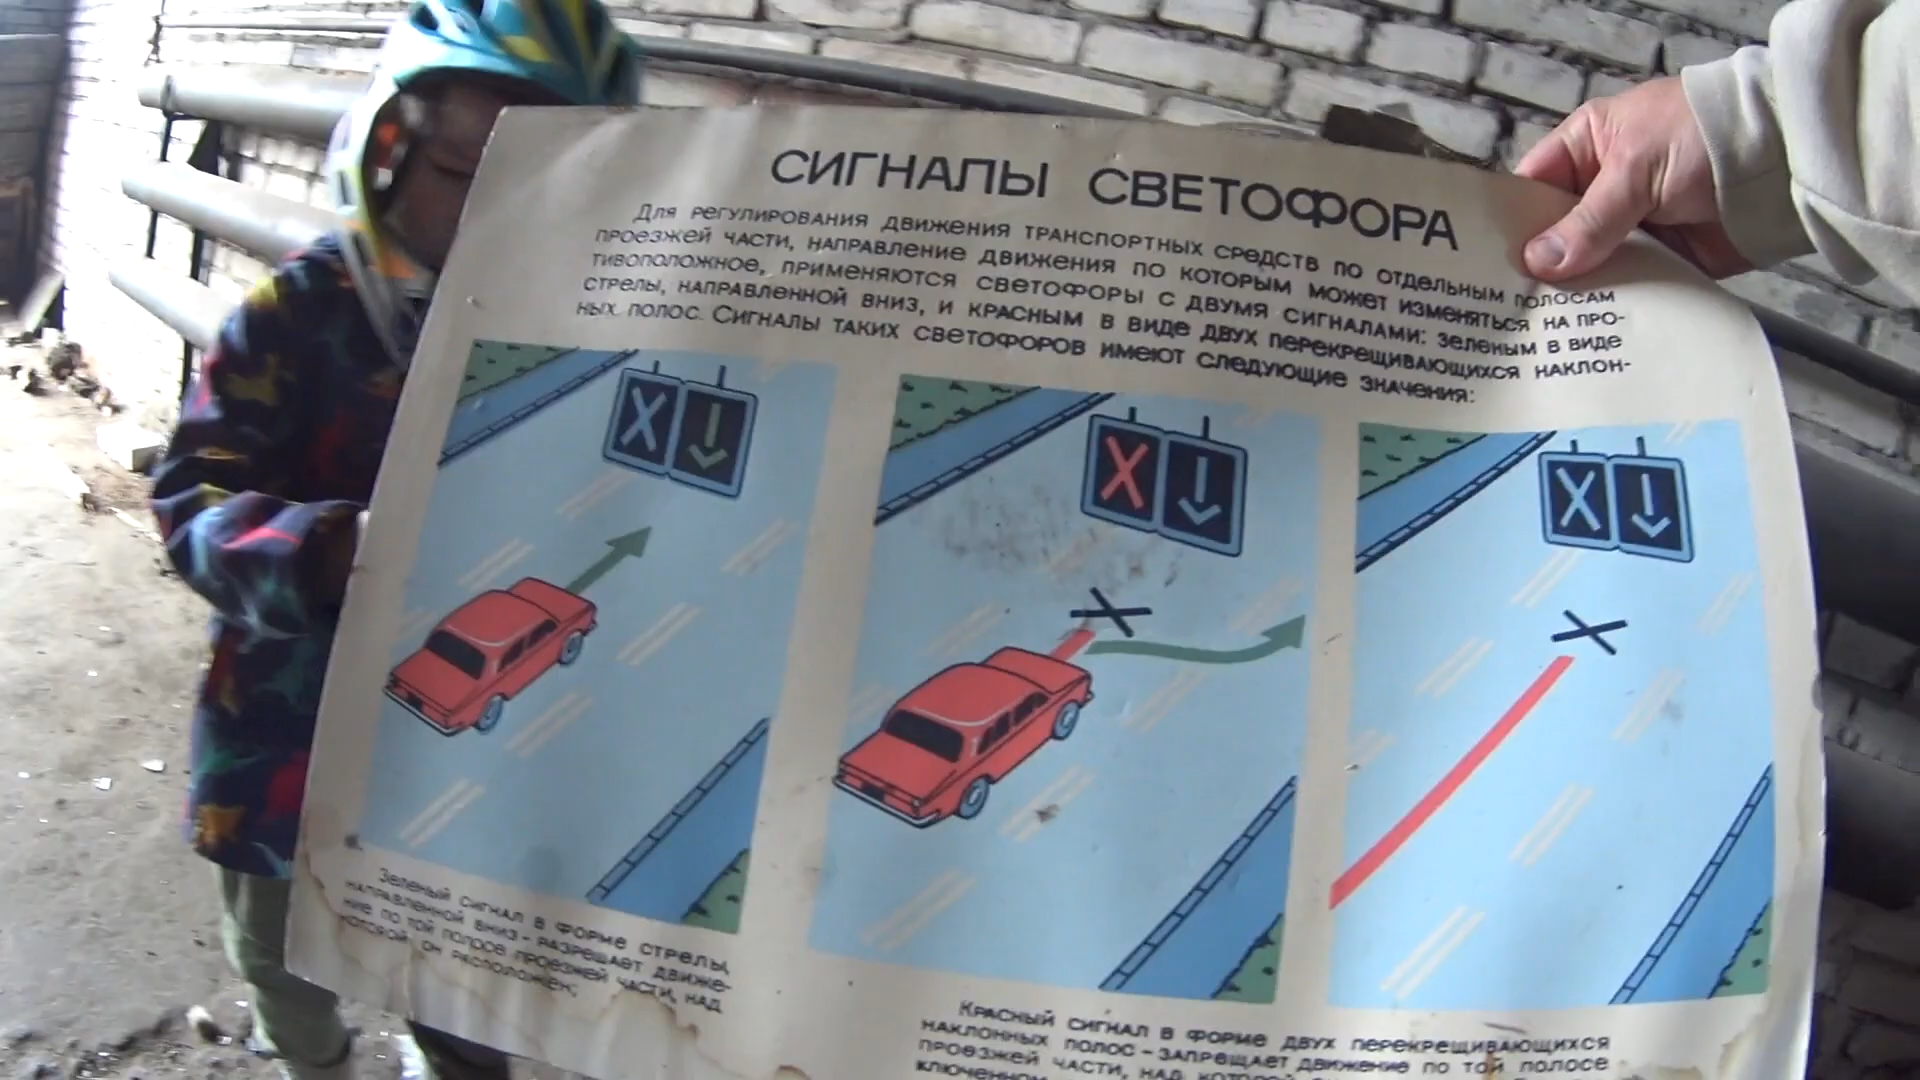 СИГНАЛЫ СВЕТОФОРА
Для регулирования движения транспортных средств по отдельным полосам
проезжей части, направление движения по которым может изменяться на про-
тивоположное, применяются светофоры с двумя сигналами: зеленым в виде
стрелы, направленной вниз, и красным в виде двух перекрещивающихся наклон-
ных полос. Сигналы таких светофоров имеют следующие значения:
Зеленый сигнал в форме стрелы,
направленной вниз - разрешает движе-
ние по той полосе проезжей части, над
которой он расположен;
Красный сигнал в форме двух перекрещивающихся
наклонных полос - запрещает движение по той полосе
проезжей части, над которой